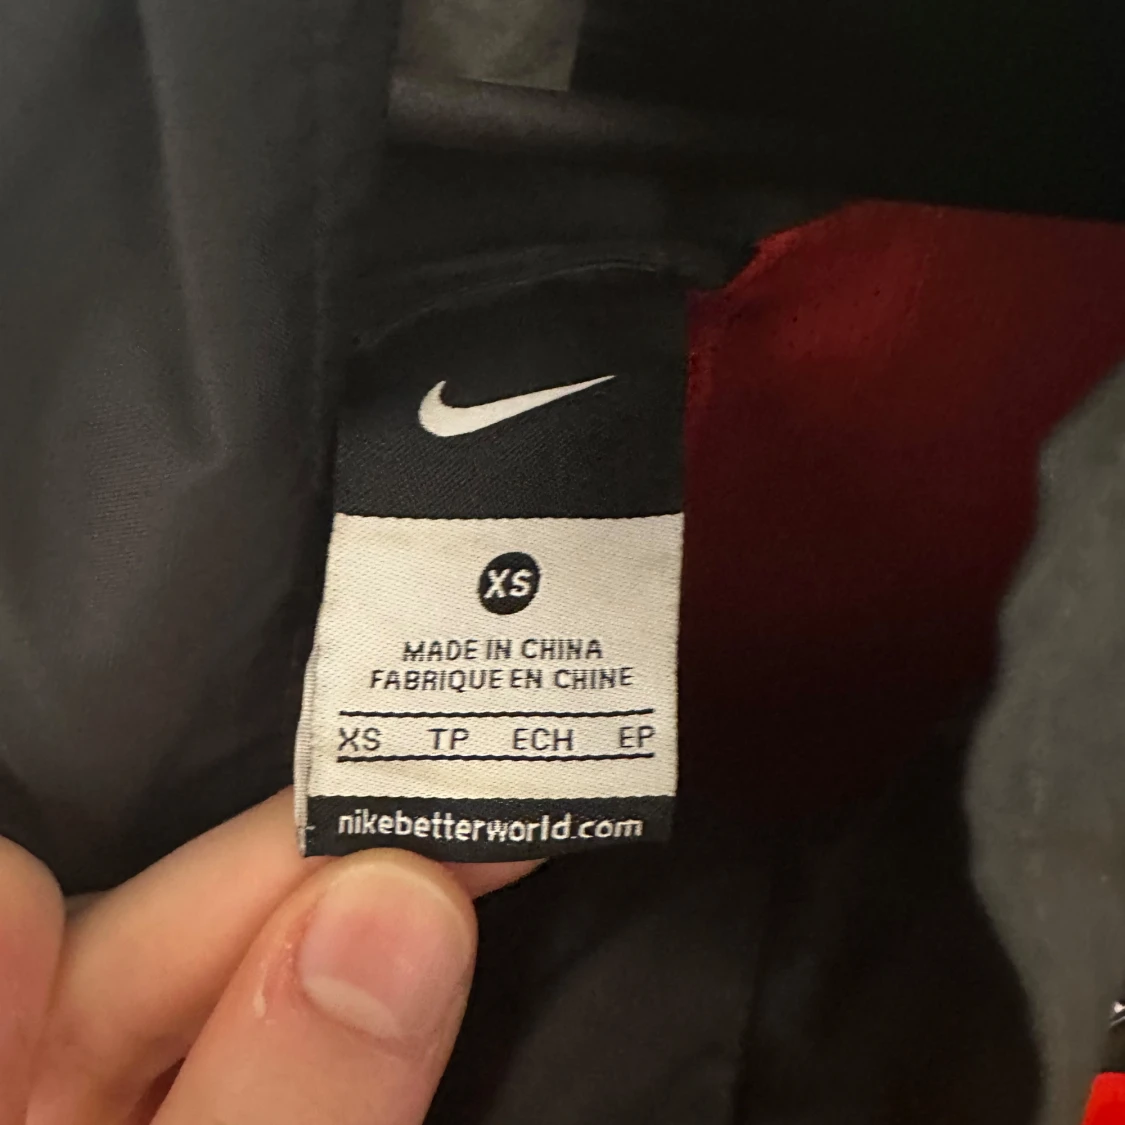 XS
MADE IN CHINA
FABRIQUE EN CHINE
XS TP ECH EP
nikebetterworld.com